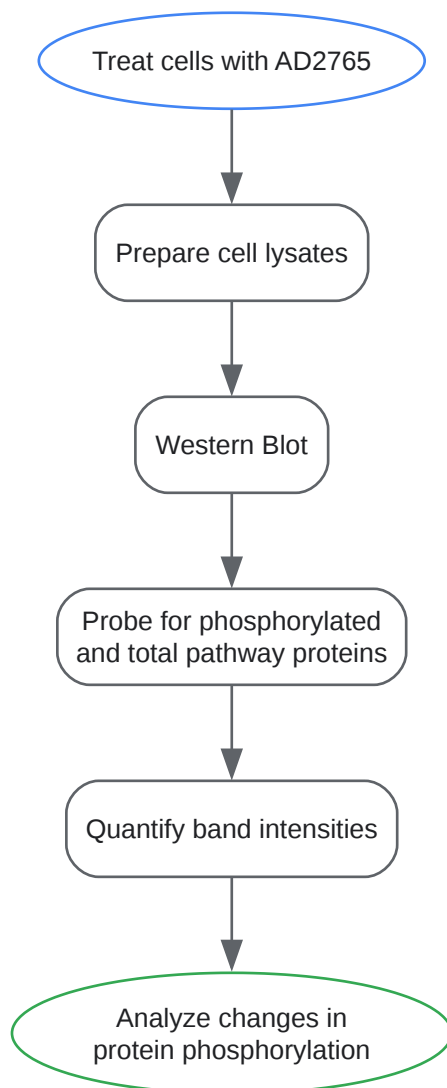 Treat cells with AD2765
Prepare cell lysates
Western Blot
Probe for phosphorylated
and total pathway proteins
Quantify band intensities
Analyze changes in
protein phosphorylation